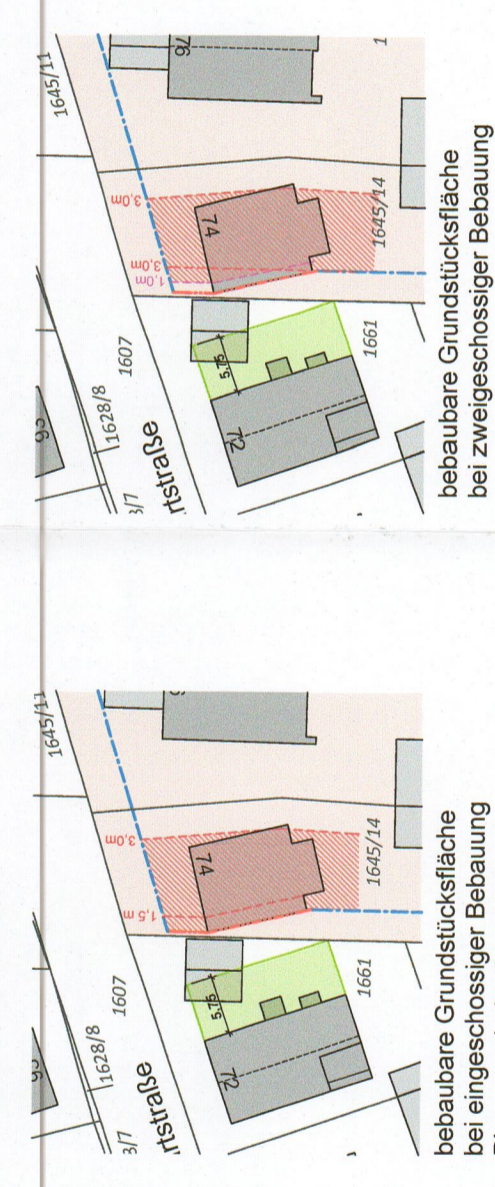 3/7
1628/8
1607
1645/11
rtstraße
72
5,75
1,5 m
3,0m
74
1661
1645/14
bebaubare Grundstücksfläche
bei eingeschossiger Bebauung
3/7
1628/8
1607
1645/11
rtstraße
72
5,75
1,0m
3,0m
3,0m
74
76
1661
1645/14
1
bebaubare Grundstücksfläche
bei zweigeschossiger Bebauung